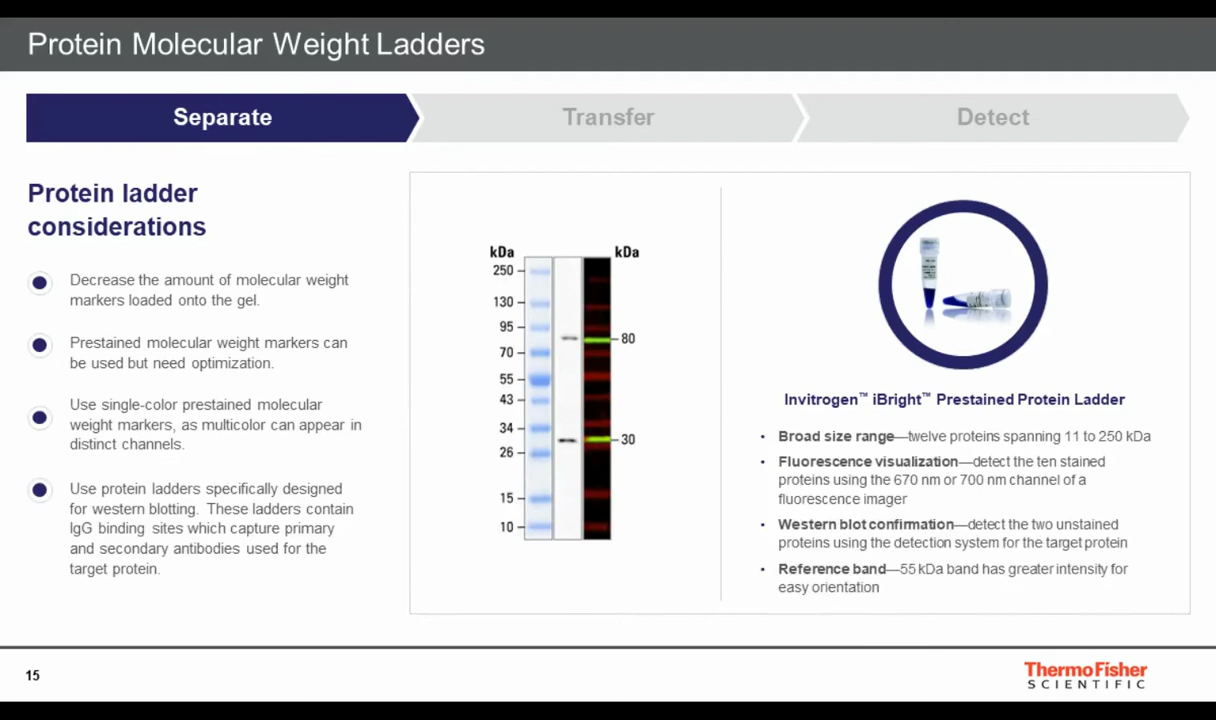 Protein Molecular Weight Ladders
Separate
Transfer
Detect
Protein ladder
considerations
Decrease the amount of molecular weight
markers loaded onto the gel.
Prestained molecular weight markers can
be used but need optimization.
Use single-color prestained molecular
weight markers, as multicolor can appear in
distinct channels.
Use protein ladders specifically designed
for western blotting. These ladders contain
IgG binding sites which capture primary
and secondary antibodies used for the
target protein.
kDa
250
130
95
70
55
43
34
26
15
10
kDa
80
30
Invitrogen™ iBright™ Prestained Protein Ladder
• Broad size range—twelve proteins spanning 11 to 250 kDa
• Fluorescence visualization—detect the ten stained
proteins using the 670 nm or 700 nm channel of a
fluorescence imager
• Western blot confirmation—detect the two unstained
proteins using the detection system for the target protein
• Reference band—55 kDa band has greater intensity for
easy orientation
15
ThermoFisher
SCIENTIFIC